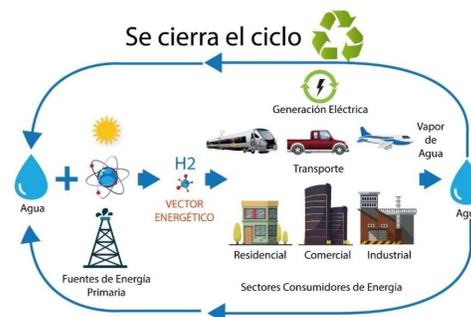 Se cierra el ciclo
Generación Eléctrica
Vapor
de
Agua
H2
Transporte
Agua
VECTOR
ENERGÉTICO
Residencial
Comercial
Industrial
Fuentes de Energía
Primaria
Sectores Consumidores de Energía